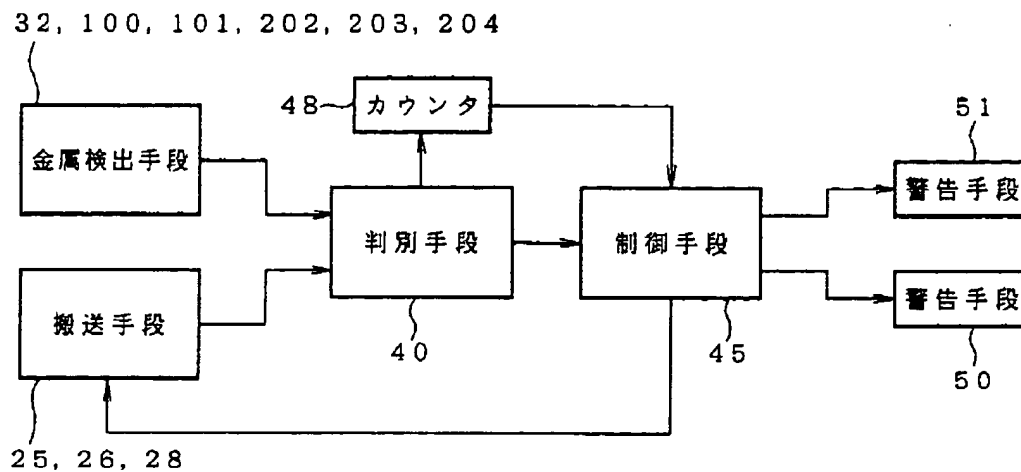 32, 100, 101, 202, 203, 204
48
カウンタ
51
金属検出手段
警告手段
判別手段
制御手段
搬送手段
警告手段
40
45
50
25, 26, 28